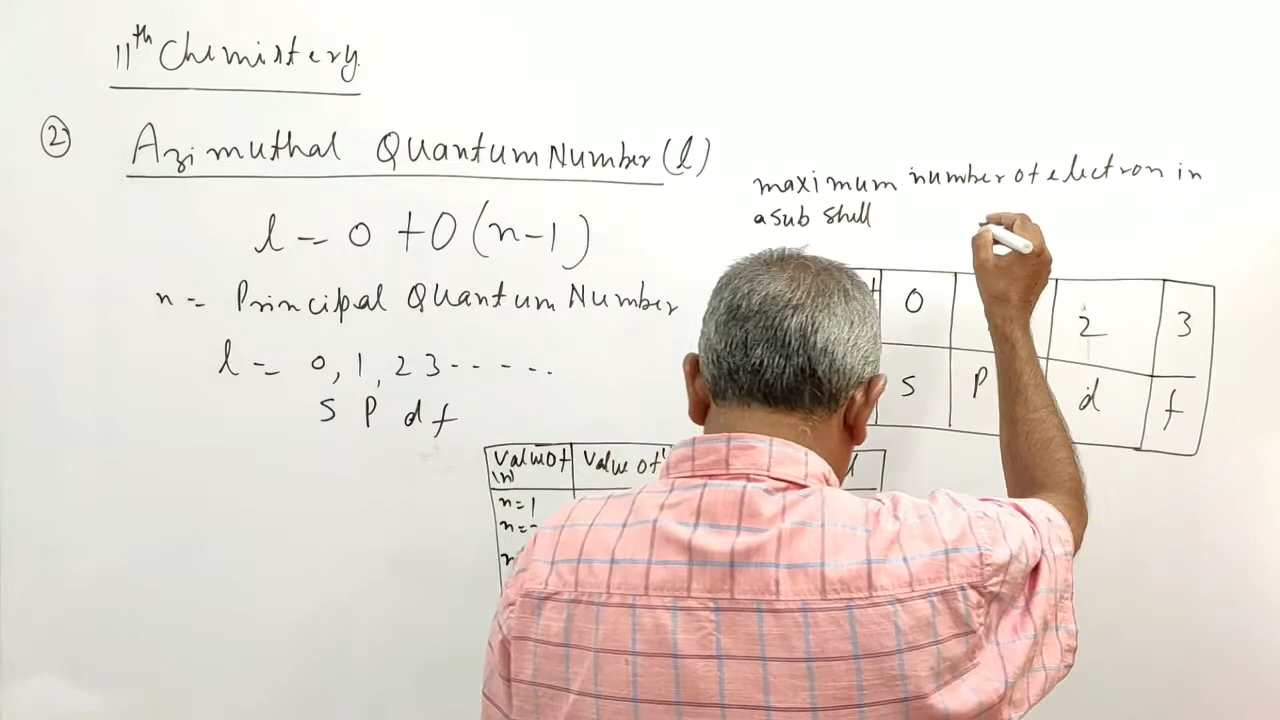 11th Chemistery
② Azimuthal Quantum Number (l)
l = 0 to (n-1)
n = Principal Quantum Number
l = 0, 1, 2 3 ------
s p d f
maximum number of electron in
a sub shell
0 2 3
s p d f
Value of Value of
(n)
n=1
n=
n